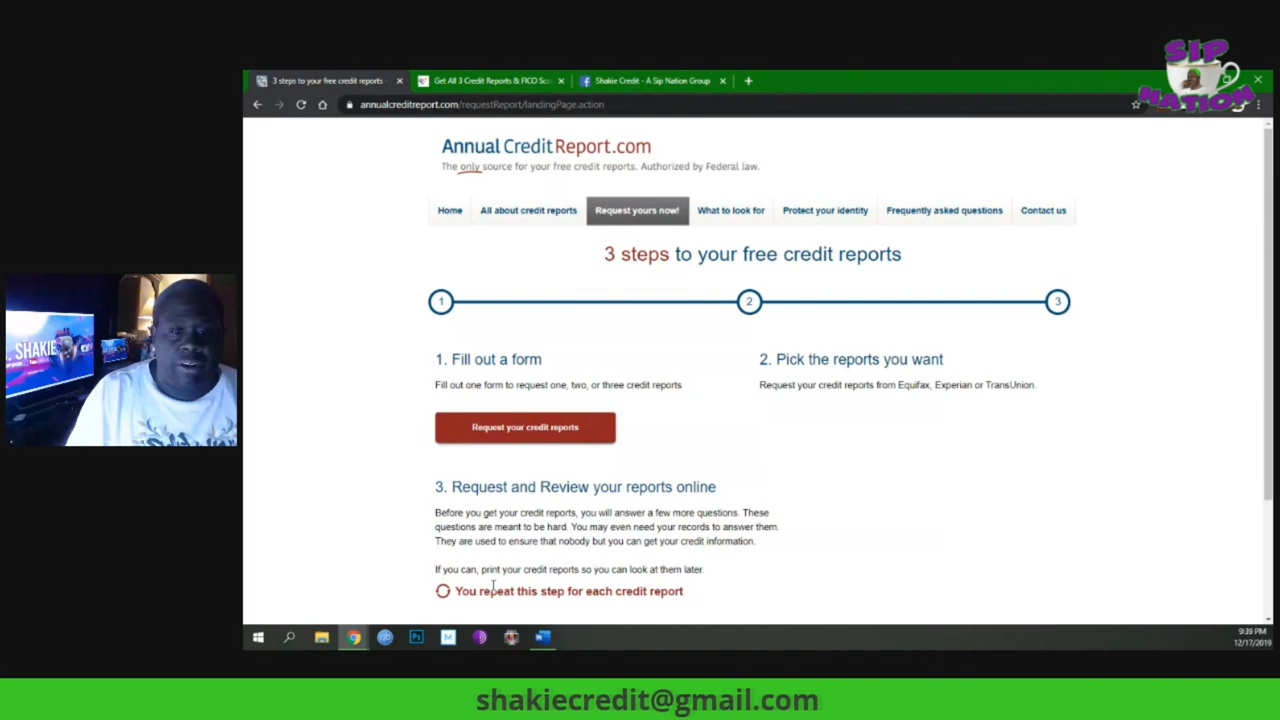 SIP
NATION
3 steps to your free credit reports
Get All 3 Credit Reports & FICO Sco
Shakie Credit - A Sip Nation Group
annualcreditreport.com/requestReport/landingPage.action
AnnualCreditReport.com
The only source for your free credit reports. Authorized by Federal law.
Home All about credit reports Request yours now! What to look for Protect your identity Frequently asked questions Contact us
3 steps to your free credit reports
1 2 3
1. Fill out a form
Fill out one form to request one, two, or three credit reports
Request your credit reports
2. Pick the reports you want
Request your credit reports from Equifax, Experian or TransUnion.
3. Request and Review your reports online
Before you get your credit reports, you will answer a few more questions. These
questions are meant to be hard. You may even need your records to answer them.
They are used to ensure that nobody but you can get your credit information.
If you can, print your credit reports so you can look at them later.
You repeat this step for each credit report
SHAKIE
Ps
M
9:39 PM
12/17/2019
shakiecredit@gmail.com